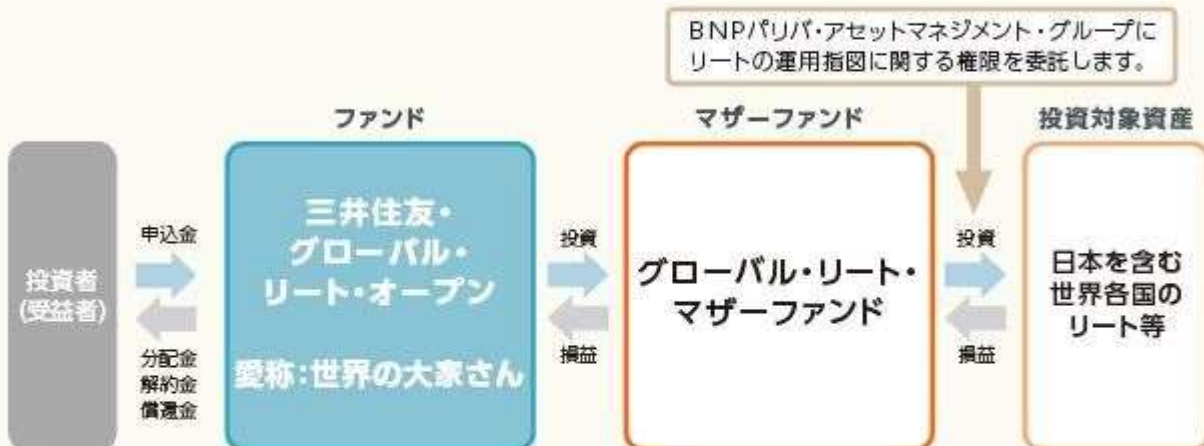 BNPパリバ・アセットマネジメント・グループに
リートの運用指図に関する権限を委託します。
ファンド
マザーファンド
投資対象資産
投資者
(受益者)
申込金
分配金
解約金
償還金
三井住友・
グローバル・
リート・オープン
愛称:世界の大家さん
投資
損益
グローバル・リート・
マザーファンド
投資
損益
日本を含む
世界各国の
リート等